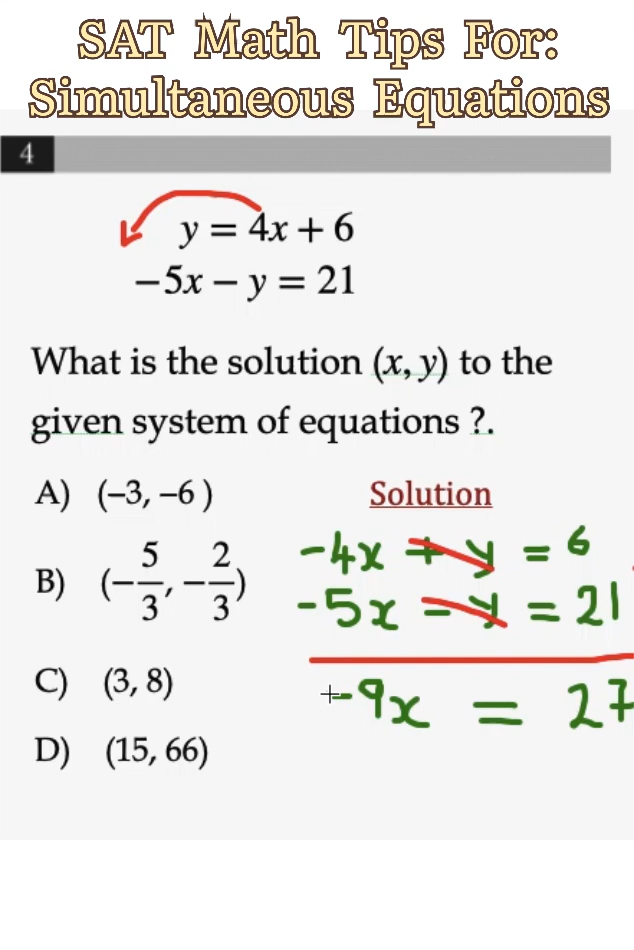 SAT Math Tips For:
Simultaneous Equations
4
y = 4x + 6
−5x − y = 21
What is the solution (x, y) to the
given system of equations ?.
A) (−3, −6 )
Solution
-4x + y = 6
B) (−5/3, −2/3)
-5x - y = 21
C) (3, 8)
-9x = 27
D) (15, 66)